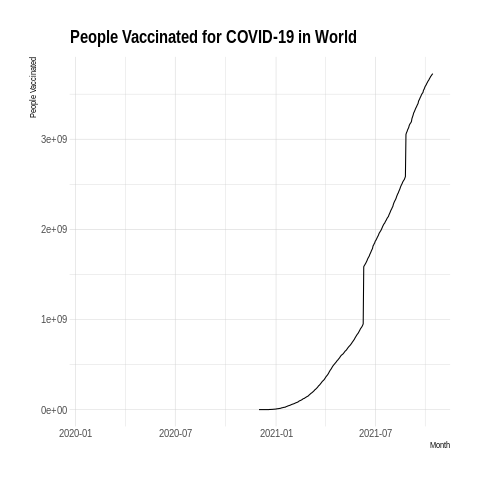 People Vaccinated for COVID-19 in World
People Vaccinated
3e+09
2e+09
1e+09
0e+00
2020-01 2020-07 2021-01 2021-07
Month